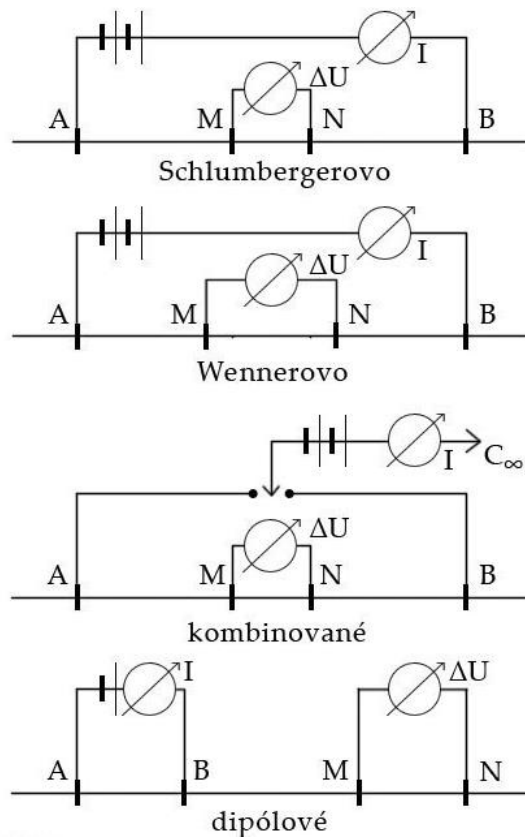 I
ΔU
A M N B
Schlumbergerovo
I
ΔU
A M N B
Wennerovo
I C∞
ΔU
A M N B
kombinované
I ΔU
A B M N
dipólové